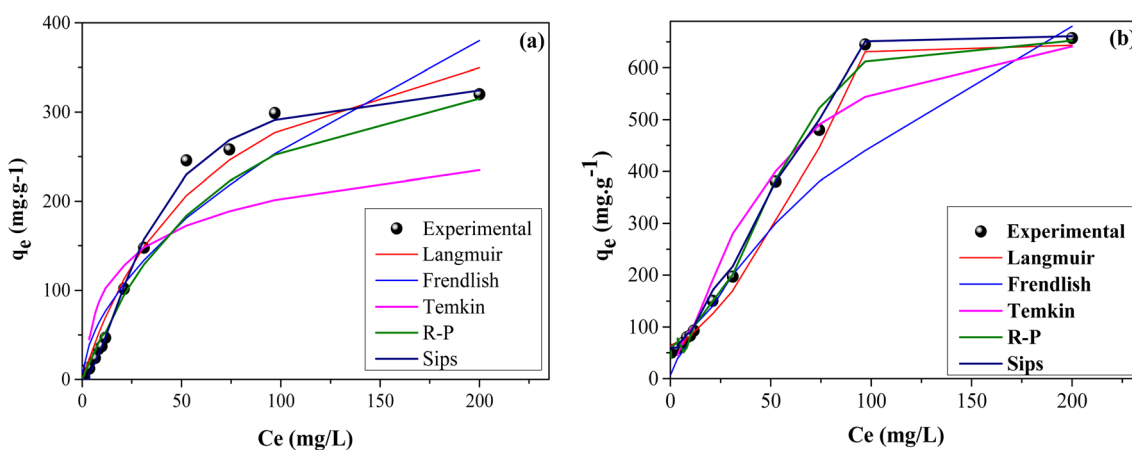 (a)
400
300
200
100
0
qe (mg.g-1)
Experimental
Langmuir
Frendlish
Temkin
R-P
Sips
0 50 100 150 200
Ce (mg/L)
(b)
600
500
400
300
200
100
0
qe (mg.g-1)
Experimental
Langmuir
Frendlish
Temkin
R-P
Sips
0 50 100 150 200
Ce (mg/L)